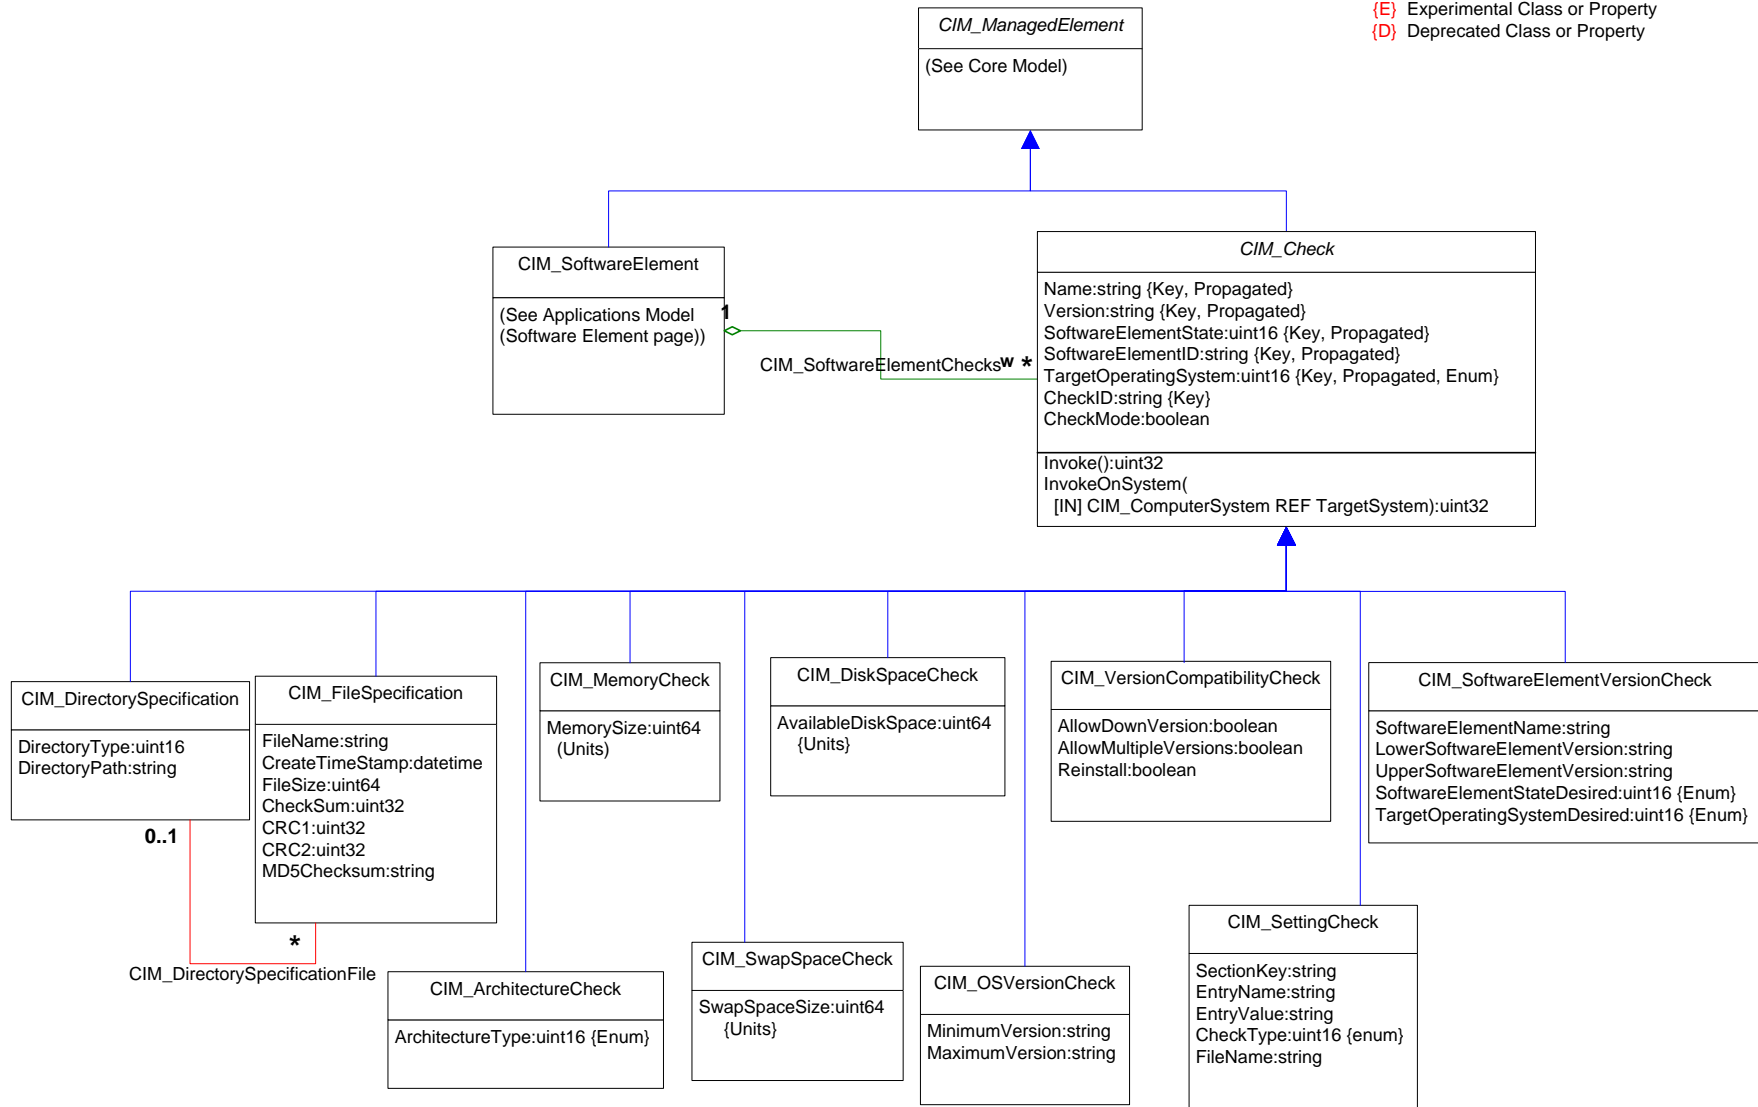 {E} Experimental Class or Property
{D} Deprecated Class or Property
CIM_ManagedElement
(See Core Model)
CIM_SoftwareElement
(See Applications Model
(Software Element page))
1
CIM_SoftwareElementChecks
w *
CIM_Check
Name:string {Key, Propagated}
Version:string {Key, Propagated}
SoftwareElementState:uint16 {Key, Propagated}
SoftwareElementID:string {Key, Propagated}
TargetOperatingSystem:uint16 {Key, Propagated, Enum}
CheckID:string {Key}
CheckMode:boolean
Invoke():uint32
InvokeOnSystem(
[IN] CIM_ComputerSystem REF TargetSystem):uint32
CIM_DirectorySpecification
DirectoryType:uint16
DirectoryPath:string
0..1
CIM_FileSpecification
FileName:string
CreateTimeStamp:datetime
FileSize:uint64
CheckSum:uint32
CRC1:uint32
CRC2:uint32
MD5Checksum:string
*
CIM_DirectorySpecificationFile
CIM_MemoryCheck
MemorySize:uint64
(Units)
CIM_DiskSpaceCheck
AvailableDiskSpace:uint64
{Units}
CIM_VersionCompatibilityCheck
AllowDownVersion:boolean
AllowMultipleVersions:boolean
Reinstall:boolean
CIM_SoftwareElementVersionCheck
SoftwareElementName:string
LowerSoftwareElementVersion:string
UpperSoftwareElementVersion:string
SoftwareElementStateDesired:uint16 {Enum}
TargetOperatingSystemDesired:uint16 {Enum}
CIM_ArchitectureCheck
ArchitectureType:uint16 {Enum}
CIM_SwapSpaceCheck
SwapSpaceSize:uint64
{Units}
CIM_OSVersionCheck
MinimumVersion:string
MaximumVersion:string
CIM_SettingCheck
SectionKey:string
EntryName:string
EntryValue:string
CheckType:uint16 {enum}
FileName:string